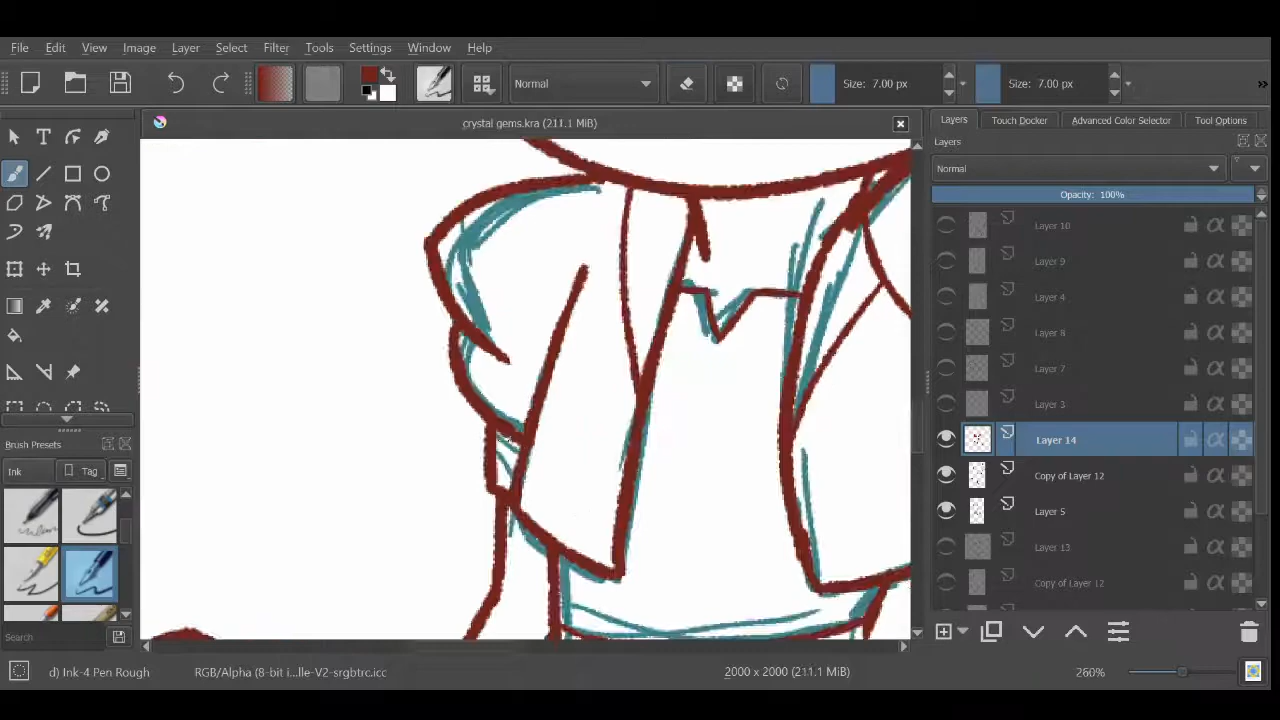 File Edit View Image Layer Select Filter Tools Settings Window Help
Normal Size: 7.00 px Size: 7.00 px »
crystal gems.kra (211.1 MiB)
Layers Touch Docker Advanced Color Selector Tool Options
Layers
Normal
Opacity: 100%
Layer 10
Layer 9
Layer 4
Layer 8
Layer 7
Layer 3
Layer 14
Copy of Layer 12
Layer 5
Layer 13
Copy of Layer 12
Brush Presets
Ink Tag
Search
d) Ink-4 Pen Rough RGB/Alpha (8-bit i...lle-V2-srgbtrc.icc 2000 x 2000 (211.1 MiB) 260%